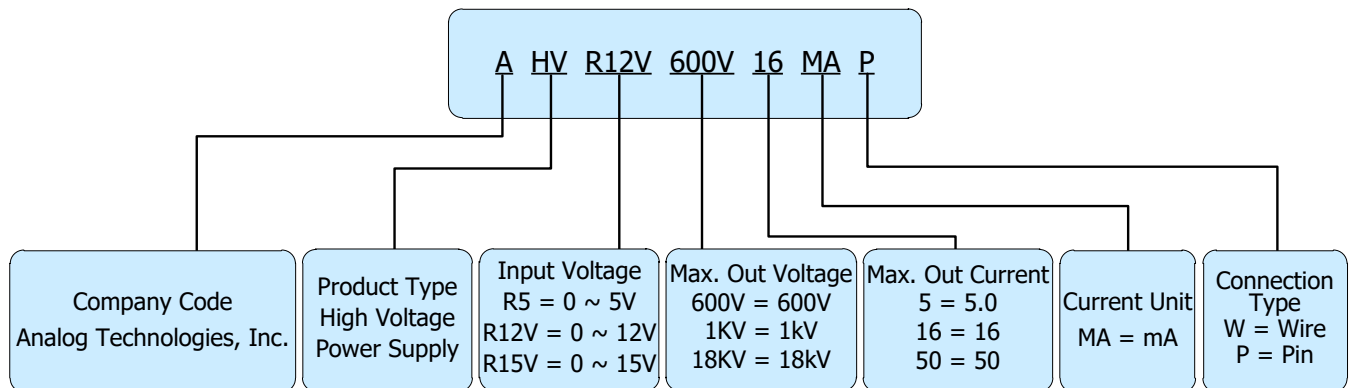 A HV R12V 600V 16 MA P
Company Code
Analog Technologies, Inc.
Product Type
High Voltage
Power Supply
Input Voltage
R5 = 0 ~ 5V
R12V = 0 ~ 12V
R15V = 0 ~ 15V
Max. Out Voltage
600V = 600V
1KV = 1kV
18KV = 18kV
Max. Out Current
5 = 5.0
16 = 16
50 = 50
Current Unit
MA = mA
Connection
Type
W = Wire
P = Pin